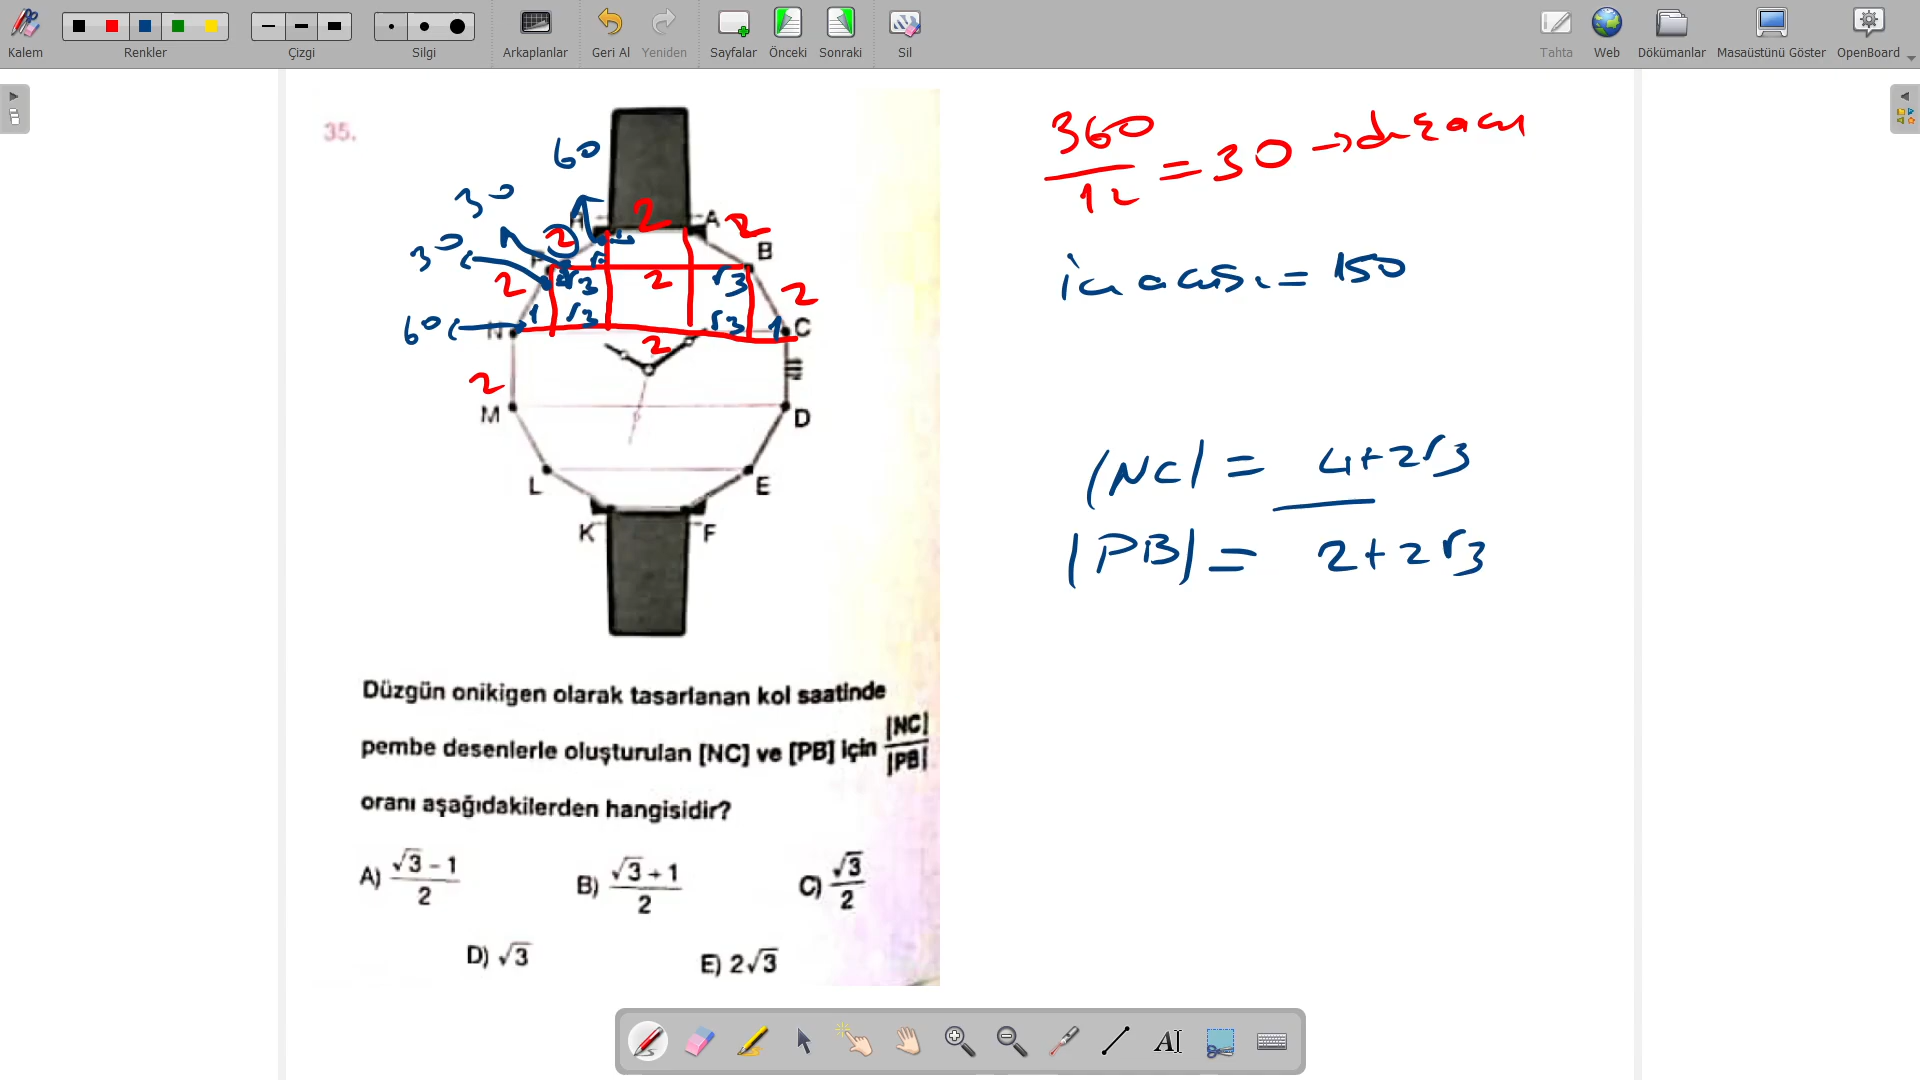 Kalem Renkler Çizgi Silgi Arkaplanlar Geri Al Yeniden Sayfalar Önceki Sonraki Sil Tahta Web Dökümanlar Masaüstünü Göster OpenBoard
35.
60
30
30
60
A
B
C
D
E
F
K
L
M
N
P
2
2
2
2
2
2
2
2
2
√3
√3
√3
√3
1
1
360/12 = 30 → dış açı
iç açısı = 150
|NC| = 4+2√3
|PB| = 2+2√3
Düzgün onikigen olarak tasarlanan kol saatinde
pembe desenlerle oluşturulan [NC] ve [PB] için |NC|/|PB|
oranı aşağıdakilerden hangisidir?
A) (√3 - 1)/2 B) (√3 + 1)/2 C) √3/2
D) √3 E) 2√3